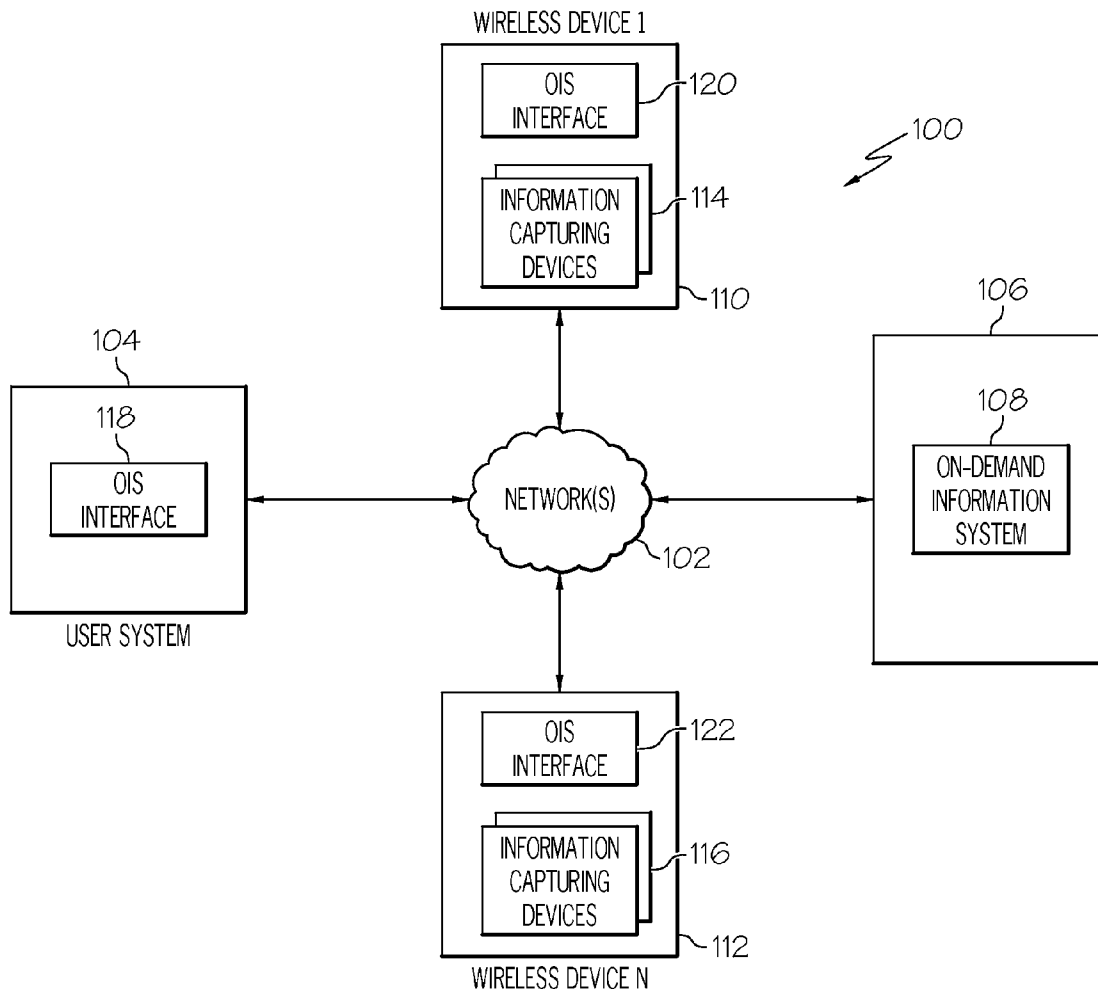 WIRELESS DEVICE 1
OIS
INTERFACE
120
INFORMATION
CAPTURING
DEVICES
114
110
100
104
118
OIS
INTERFACE
USER SYSTEM
NETWORK(S)
102
106
108
ON-DEMAND
INFORMATION
SYSTEM
OIS
INTERFACE
122
INFORMATION
CAPTURING
DEVICES
116
112
WIRELESS DEVICE N